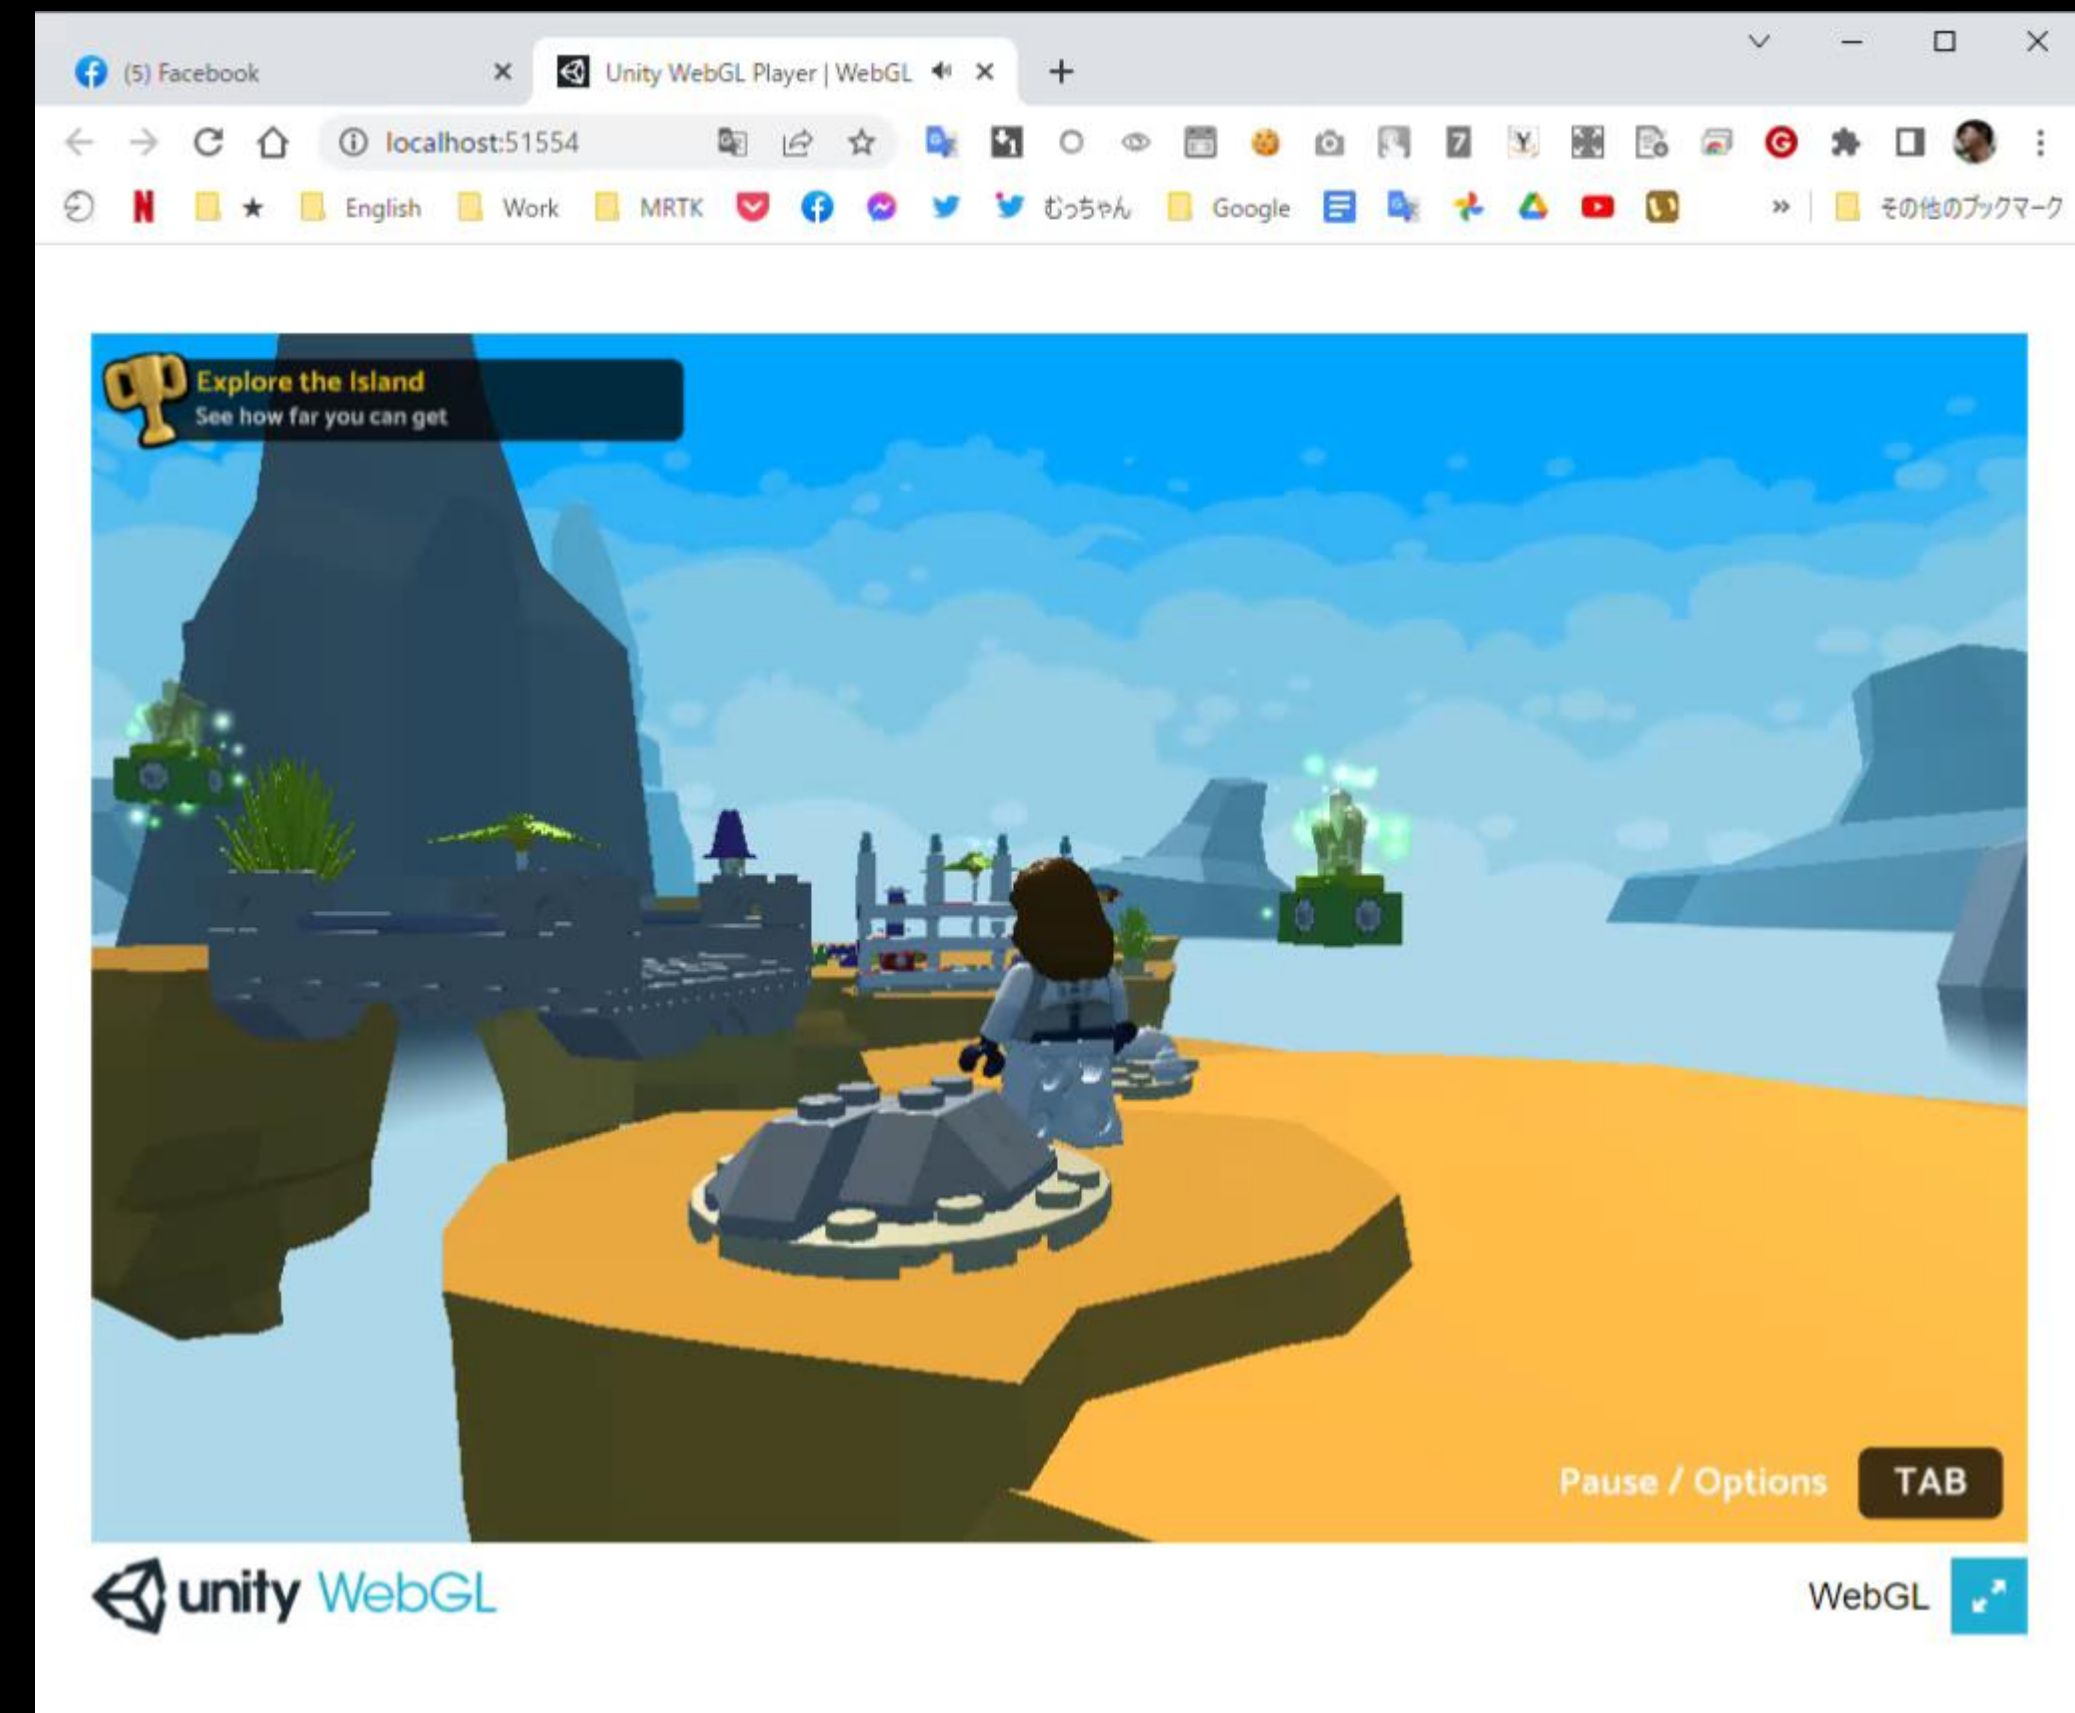 (5) Facebook
Unity WebGL Player | WebGL
localhost:51554
English
Work
MRTK
むっちゃん
Google
»
その他のブックマーク
Explore the Island
See how far you can get
Pause / Options
TAB
unity WebGL
WebGL